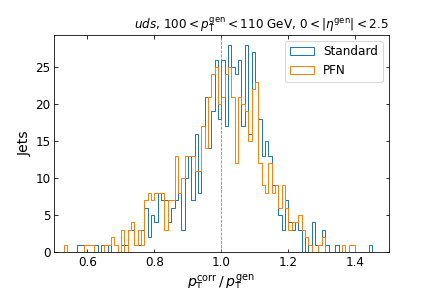 uds, 100 < p_T^gen < 110 GeV, 0 < |η^gen| < 2.5
Standard
PFN
Jets
25
20
15
10
5
0
0.6 0.8 1.0 1.2 1.4
p_T^corr / p_T^gen